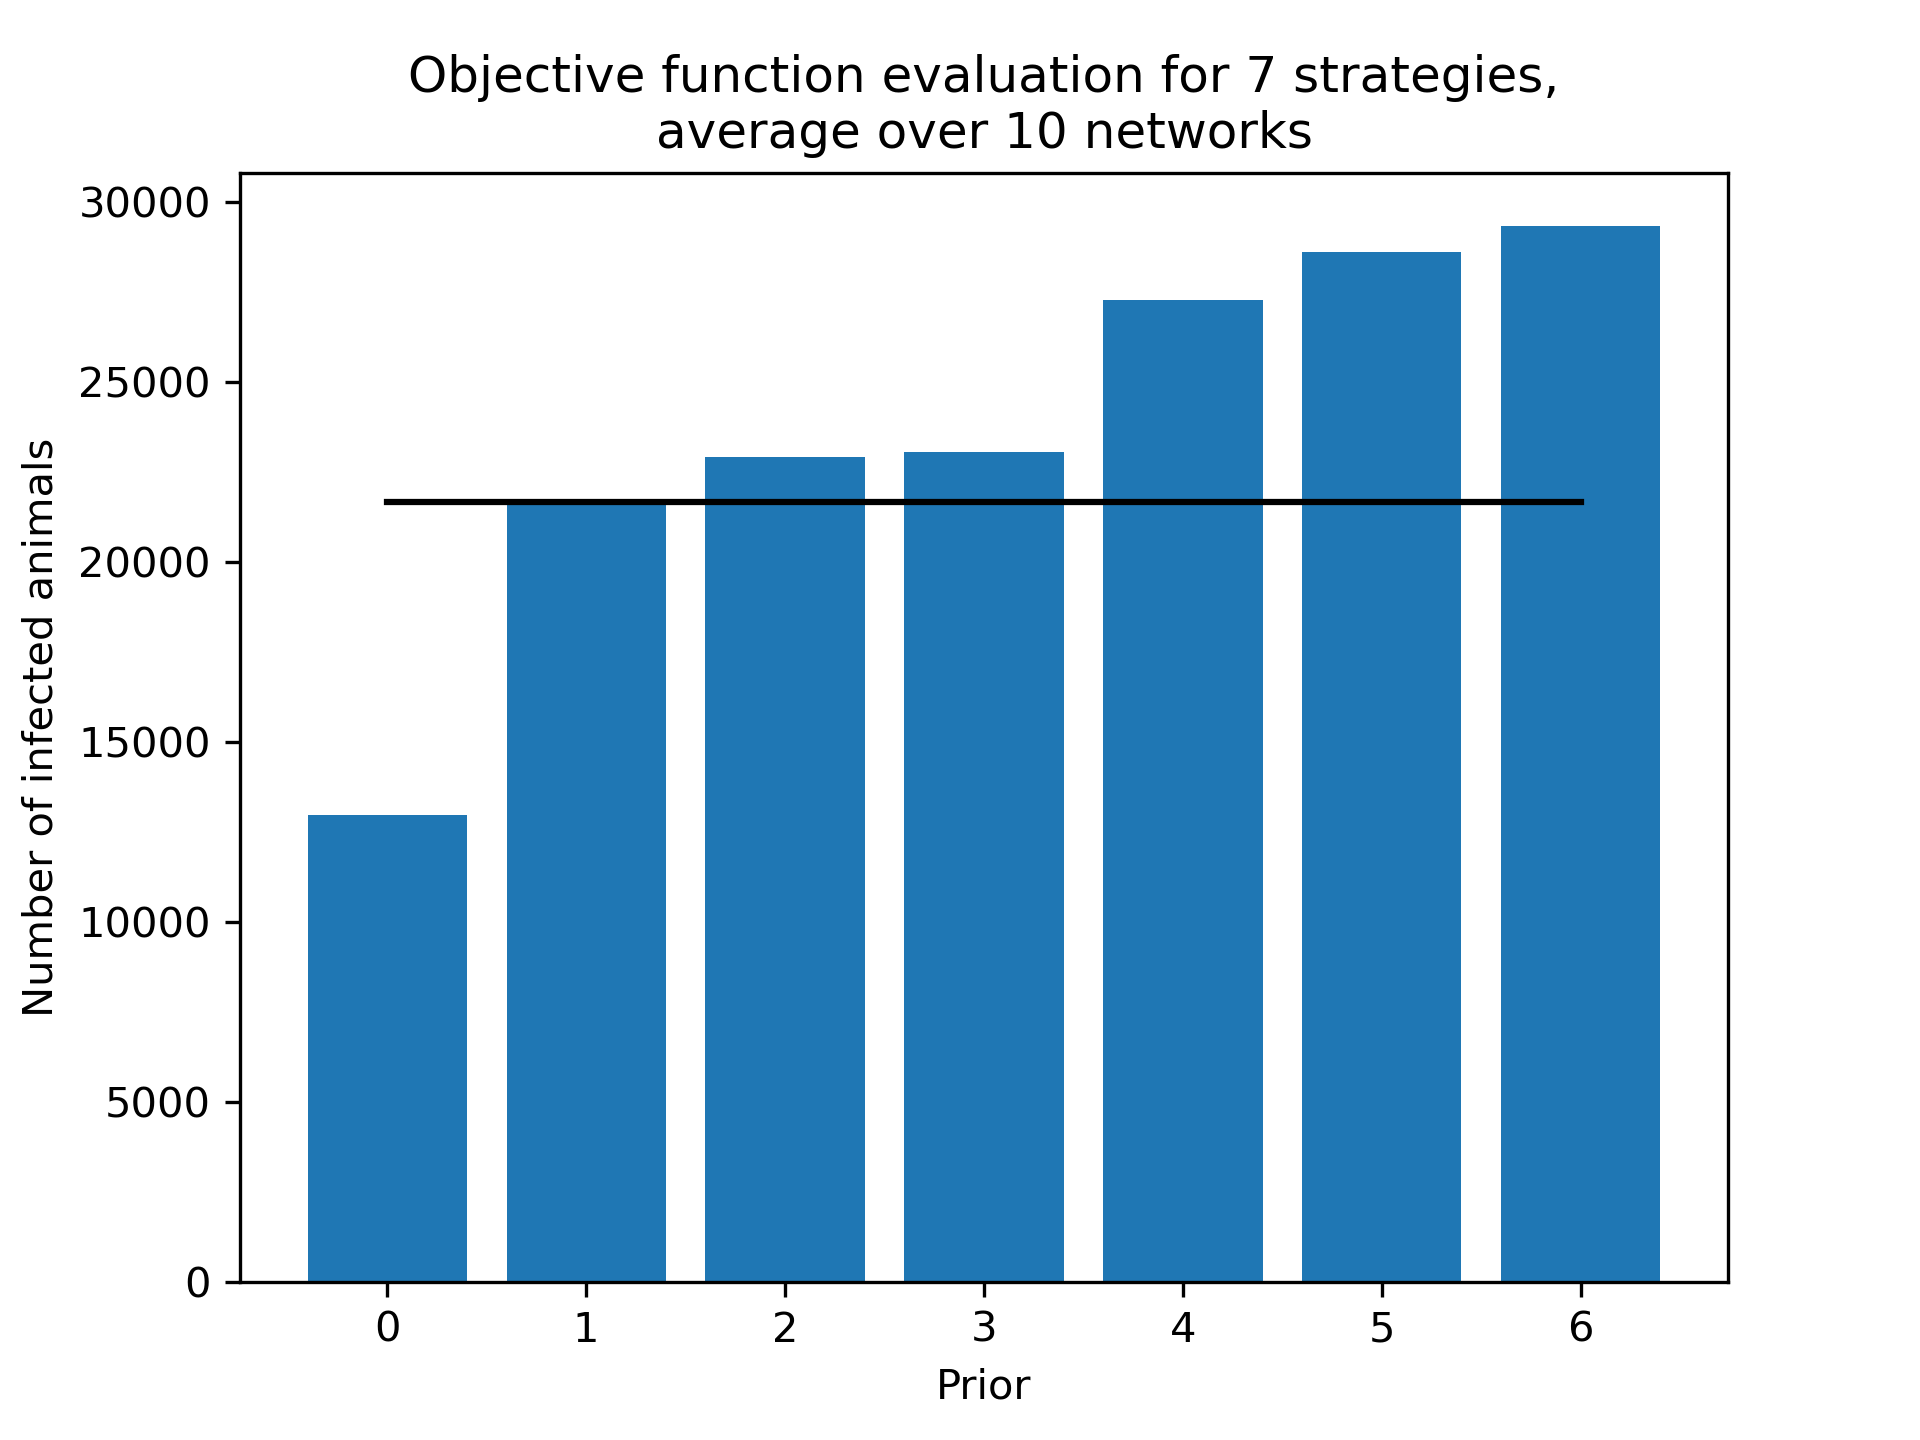 Objective function evaluation for 7 strategies,
average over 10 networks
Number of infected animals
30000
25000
20000
15000
10000
5000
0
0 1 2 3 4 5 6
Prior